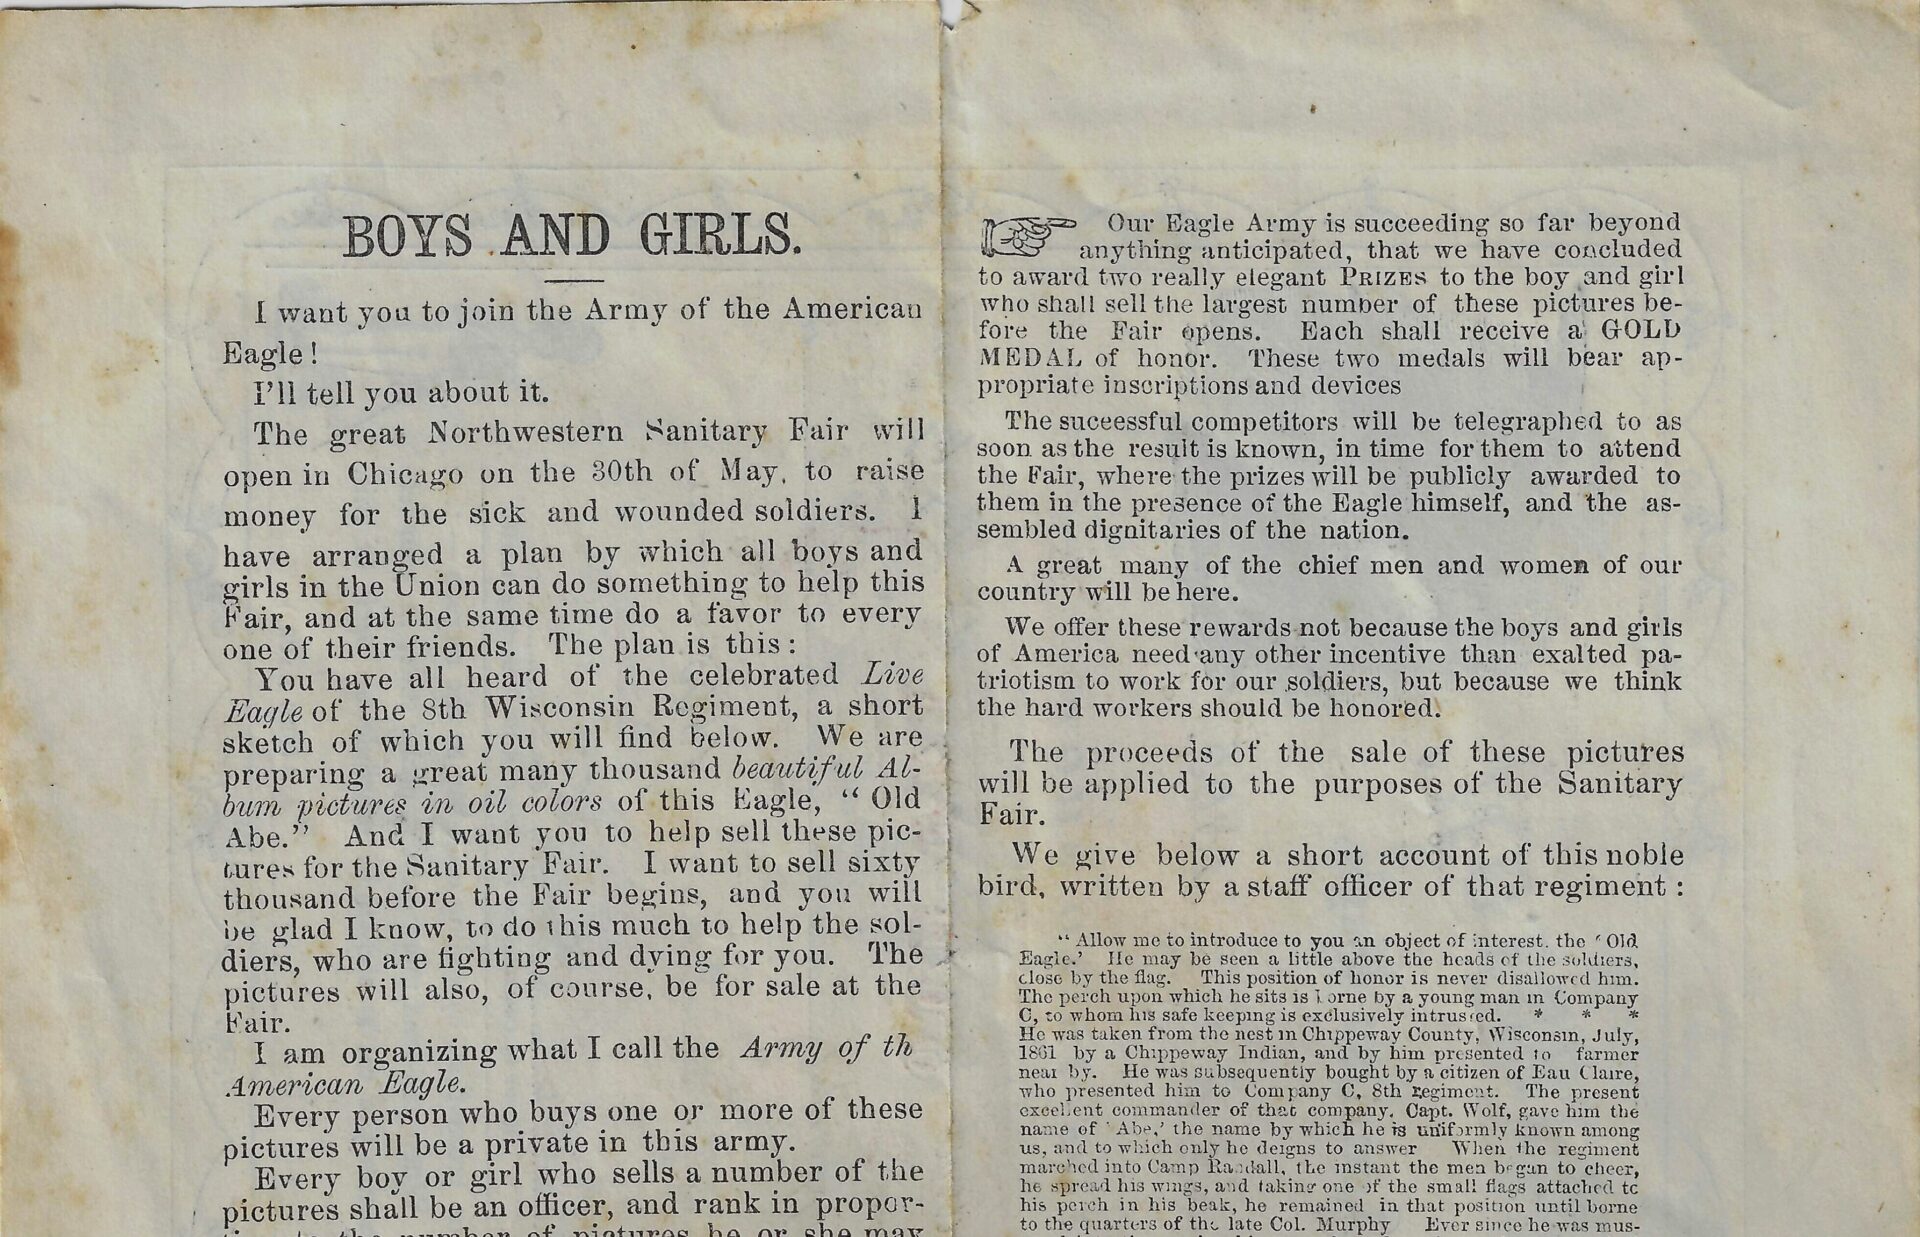 BOYS AND GIRLS.
I want you to join the Army of the American
Eagle!
I'll tell you about it.
The great Northwestern Sanitary Fair will
open in Chicago on the 30th of May, to raise
money for the sick and wounded soldiers. I
have arranged a plan by which all boys and
girls in the Union can do something to help this
Fair, and at the same time do a favor to every
one of their friends. The plan is this:
You have all heard of the celebrated Live
Eagle of the 8th Wisconsin Regiment, a short
sketch of which you will find below. We are
preparing a great many thousand beautiful Al-
bum pictures in oil colors of this Eagle, "Old
Abe." And I want you to help sell these pic-
tures for the Sanitary Fair. I want to sell sixty
thousand before the Fair begins, and you will
be glad I know, to do this much to help the sol-
diers, who are fighting and dying for you. The
pictures will also, of course, be for sale at the
Fair.
I am organizing what I call the Army of th
American Eagle.
Every person who buys one or more of these
pictures will be a private in this army.
Every boy or girl who sells a number of the
pictures shall be an officer, and rank in propor-
tion to the number of pictures he or she may
Our Eagle Army is succeeding so far beyond
anything anticipated, that we have concluded
to award two really elegant PRIZES to the boy and girl
who shall sell the largest number of these pictures be-
fore the Fair opens. Each shall receive a GOLD
MEDAL of honor. These two medals will bear ap-
propriate inscriptions and devices
The successful competitors will be telegraphed to as
soon as the result is known, in time for them to attend
the Fair, where the prizes will be publicly awarded to
them in the presence of the Eagle himself, and the as-
sembled dignitaries of the nation.
A great many of the chief men and women of our
country will be here.
We offer these rewards not because the boys and girls
of America need any other incentive than exalted pa-
triotism to work for our soldiers, but because we think
the hard workers should be honored.
The proceeds of the sale of these pictures
will be applied to the purposes of the Sanitary
Fair.
We give below a short account of this noble
bird, written by a staff officer of that regiment:
"Allow me to introduce to you an object of interest, the 'Old
Eagle.' He may be seen a little above the heads of the soldiers,
close by the flag. This position of honor is never disallowed him.
The perch upon which he sits is borne by a young man in Company
C, to whom his safe keeping is exclusively intrusted. * * *
He was taken from the nest in Chippeway County, Wisconsin, July,
1861 by a Chippeway Indian, and by him presented to farmer
near by. He was subsequently bought by a citizen of Eau Claire,
who presented him to Company C, 8th regiment. The present
excellent commander of that company, Capt. Wolf, gave him the
name of 'Abe,' the name by which he is uniformly known among
us, and to which only he deigns to answer When the regiment
marched into Camp Randall, the instant the men began to cheer,
he spread his wings, and taking one of the small flags attached to
his perch in his beak, he remained in that position until borne
to the quarters of the late Col. Murphy Ever since he was mus-